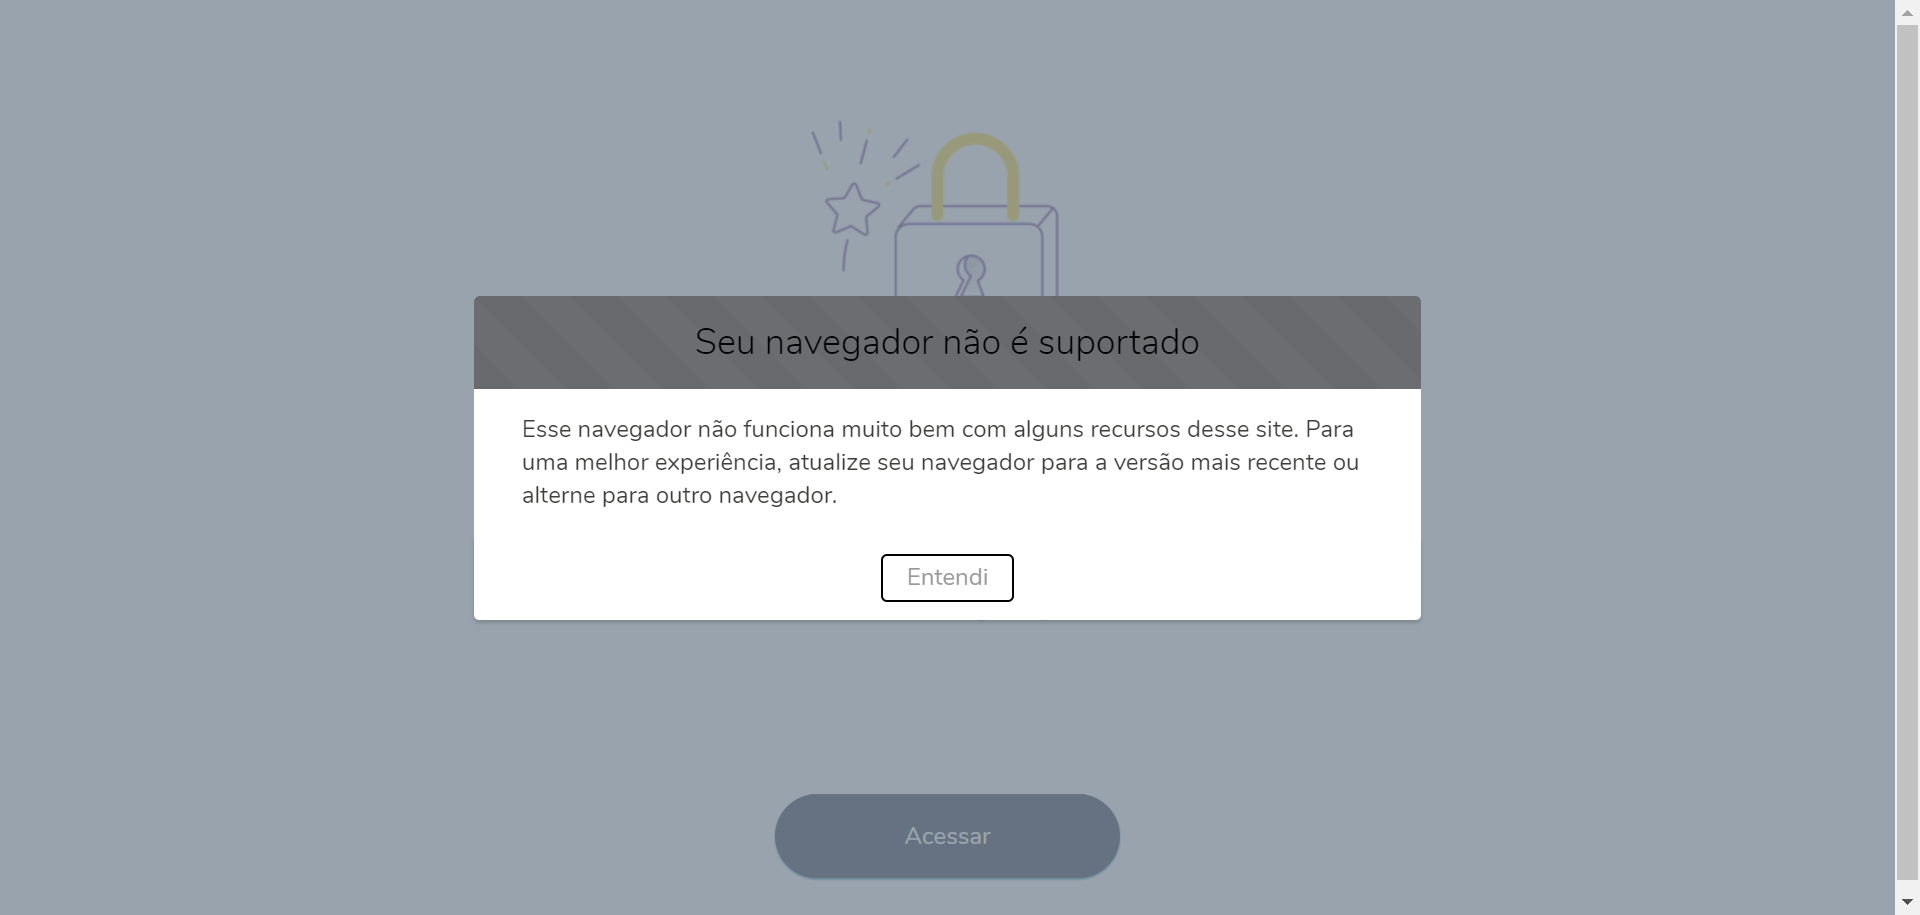 Seu navegador não é suportado
Esse navegador não funciona muito bem com alguns recursos desse site. Para
uma melhor experiência, atualize seu navegador para a versão mais recente ou
alterne para outro navegador.
Entendi
Acessar